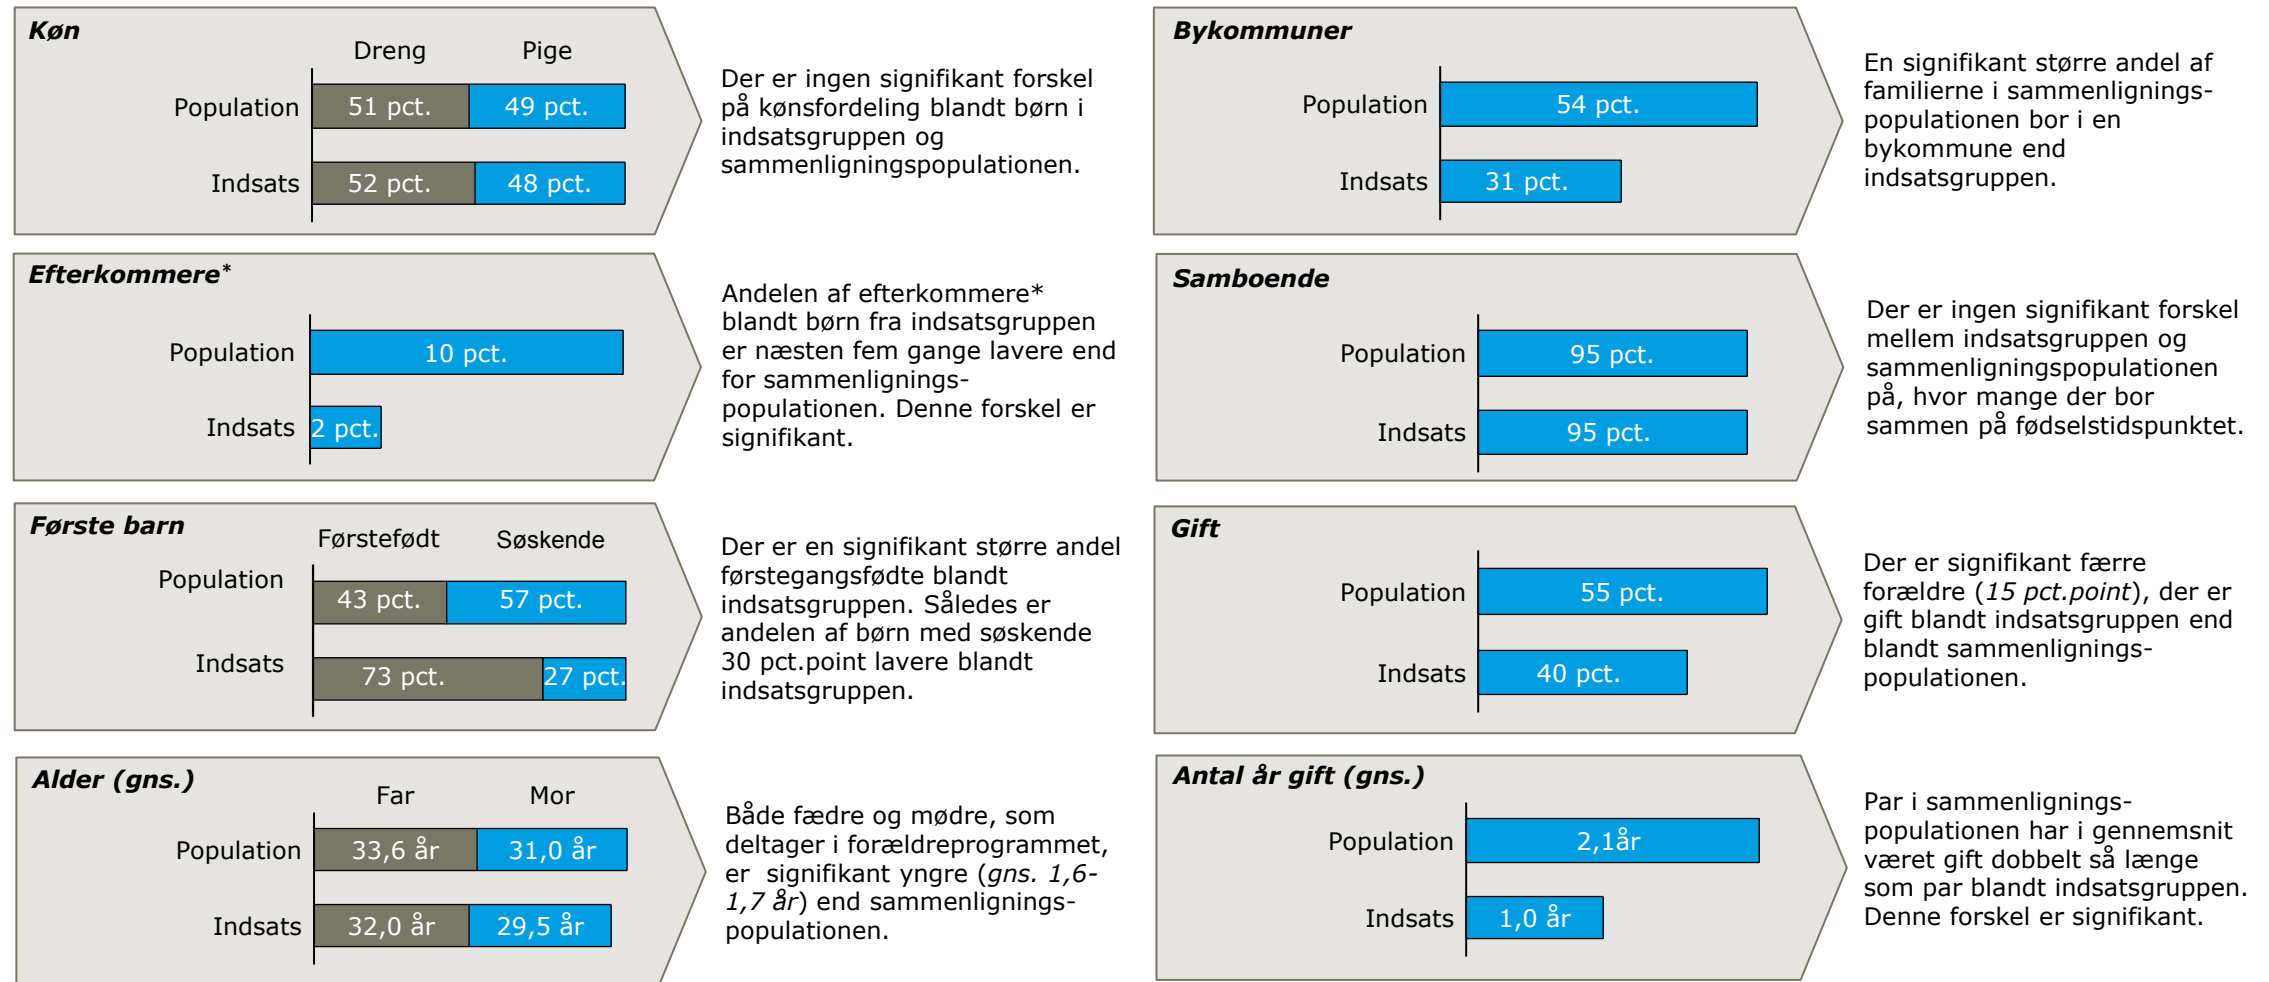 Køn
Dreng Pige
Population 51 pct. 49 pct.
Indsats 52 pct. 48 pct.
Der er ingen signifikant forskel
på kønsfordeling blandt børn i
indsatsgruppen og
sammenligningspopulationen.
Bykommuner
Population 54 pct.
Indsats 31 pct.
En signifikant større andel af
familierne i sammenlignings-
populationen bor i en
bykommune end
indsatsgruppen.
Efterkommere*
Population 10 pct.
Indsats 2 pct.
Andelen af efterkommere*
blandt børn fra indsatsgruppen
er næsten fem gange lavere end
for sammenlignings-
populationen. Denne forskel er
signifikant.
Samboende
Population 95 pct.
Indsats 95 pct.
Der er ingen signifikant forskel
mellem indsatsgruppen og
sammenligningspopulationen
på, hvor mange der bor
sammen på fødselstidspunktet.
Første barn
Førstefødt Søskende
Population 43 pct. 57 pct.
Indsats 73 pct. 27 pct.
Der er en signifikant større andel
førstegangsfødte blandt
indsatsgruppen. Således er
andelen af børn med søskende
30 pct.point lavere blandt
indsatsgruppen.
Gift
Population 55 pct.
Indsats 40 pct.
Der er signifikant færre
forældre (15 pct.point), der er
gift blandt indsatsgruppen end
blandt sammenlignings-
populationen.
Alder (gns.)
Far Mor
Population 33,6 år 31,0 år
Indsats 32,0 år 29,5 år
Både fædre og mødre, som
deltager i forældreprogrammet,
er signifikant yngre (gns. 1,6-
1,7 år) end sammenlignings-
populationen.
Antal år gift (gns.)
Population 2,1år
Indsats 1,0 år
Par i sammenlignings-
populationen har i gennemsnit
været gift dobbelt så længe
som par blandt indsatsgruppen.
Denne forskel er signifikant.